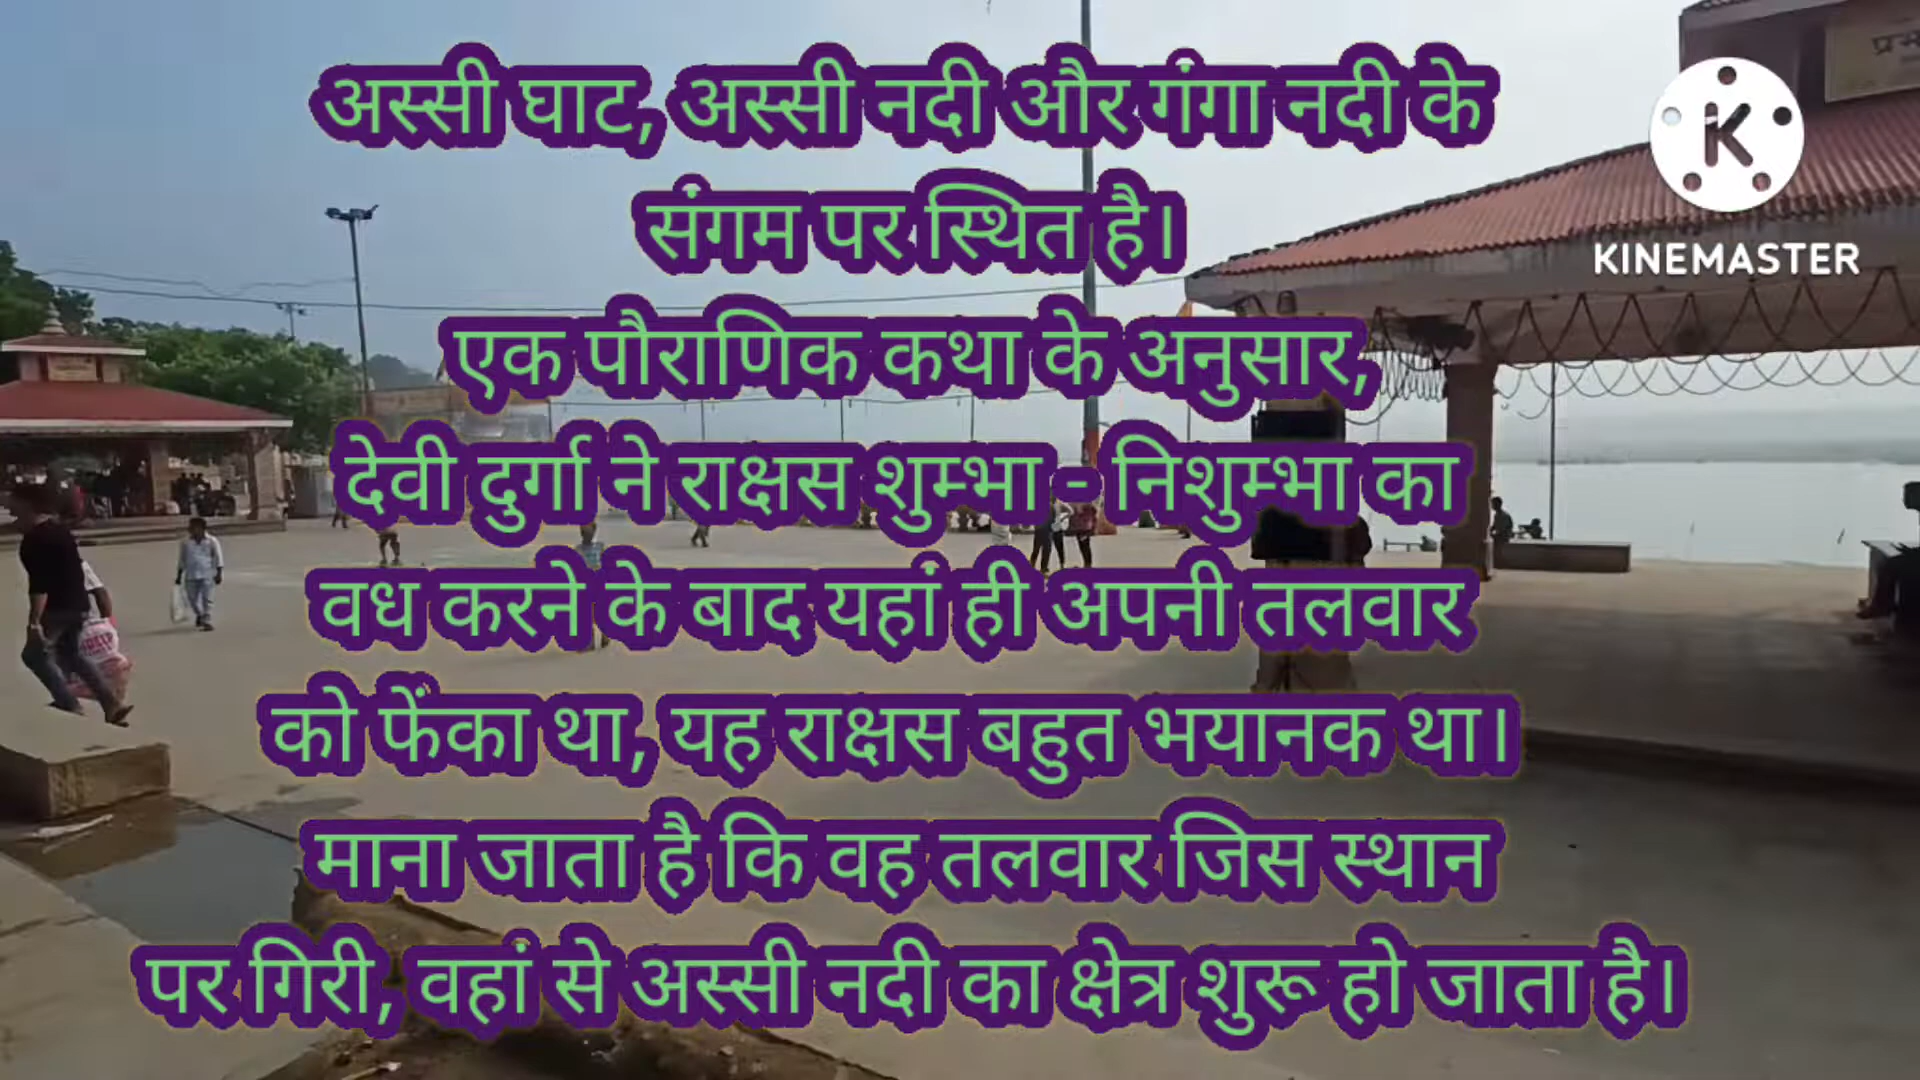 अस्सी घाट, अस्सी नदी और गंगा नदी के
संगम पर स्थित है।
एक पौराणिक कथा के अनुसार,
देवी दुर्गा ने राक्षस शुम्भा - निशुम्भा का
वध करने के बाद यहां ही अपनी तलवार
को फेंका था, यह राक्षस बहुत भयानक था।
माना जाता है कि वह तलवार जिस स्थान
पर गिरी, वहां से अस्सी नदी का क्षेत्र शुरू हो जाता है।
K
KINEMASTER